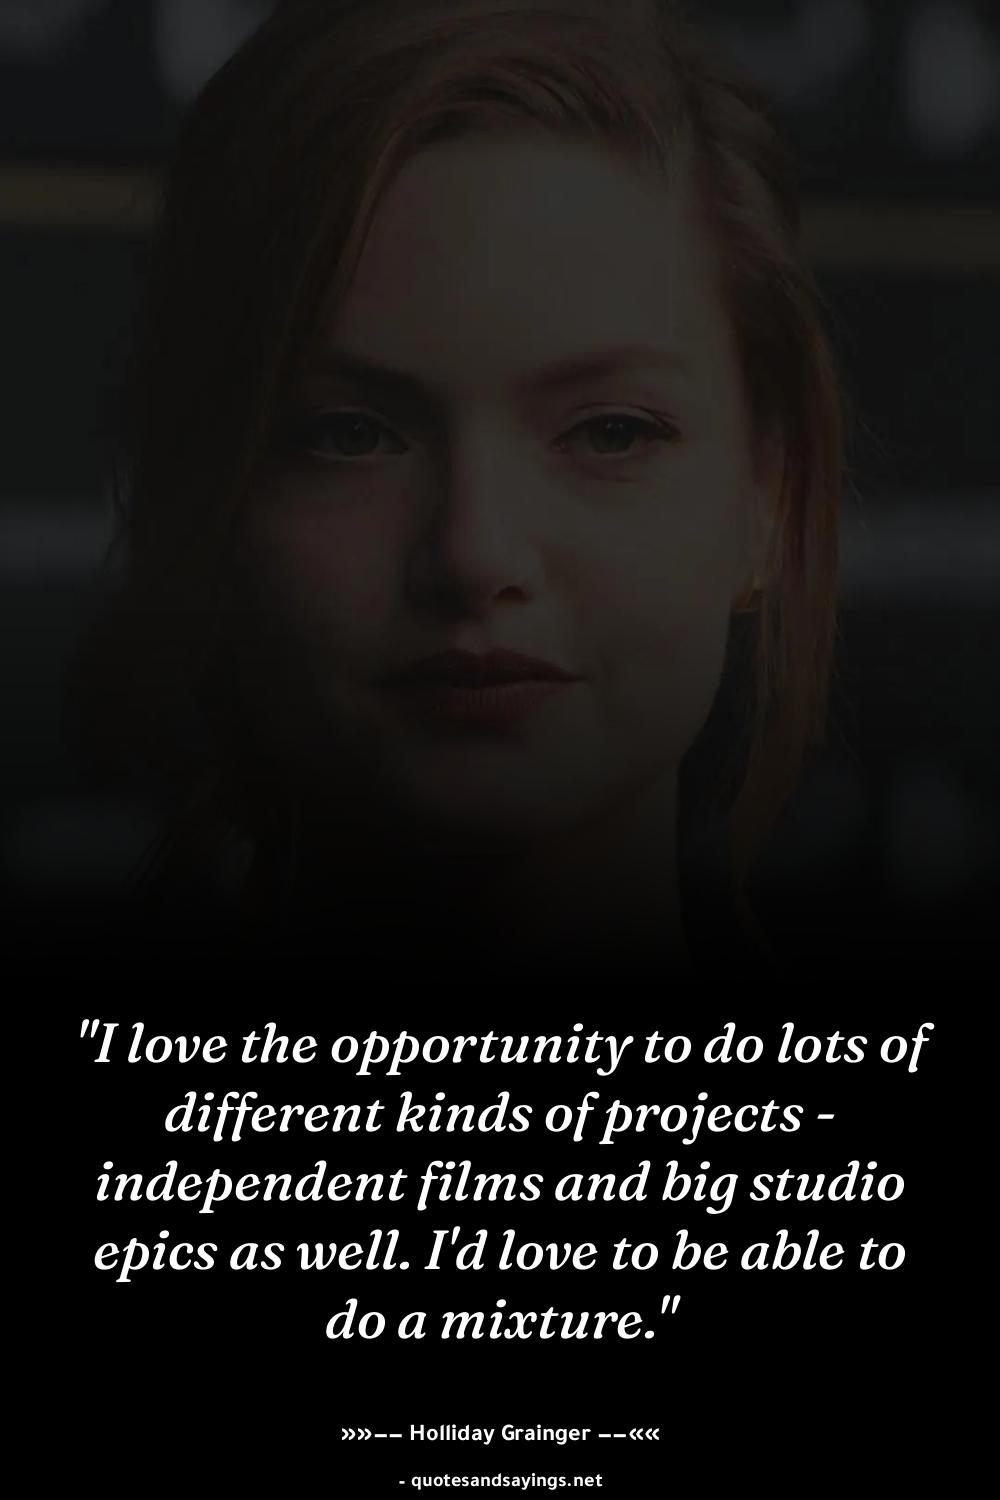 "I love the opportunity to do lots of
different kinds of projects -
independent films and big studio
epics as well. I'd love to be able to
do a mixture."
»»–– Holliday Grainger ––««
- quotesandsayings.net